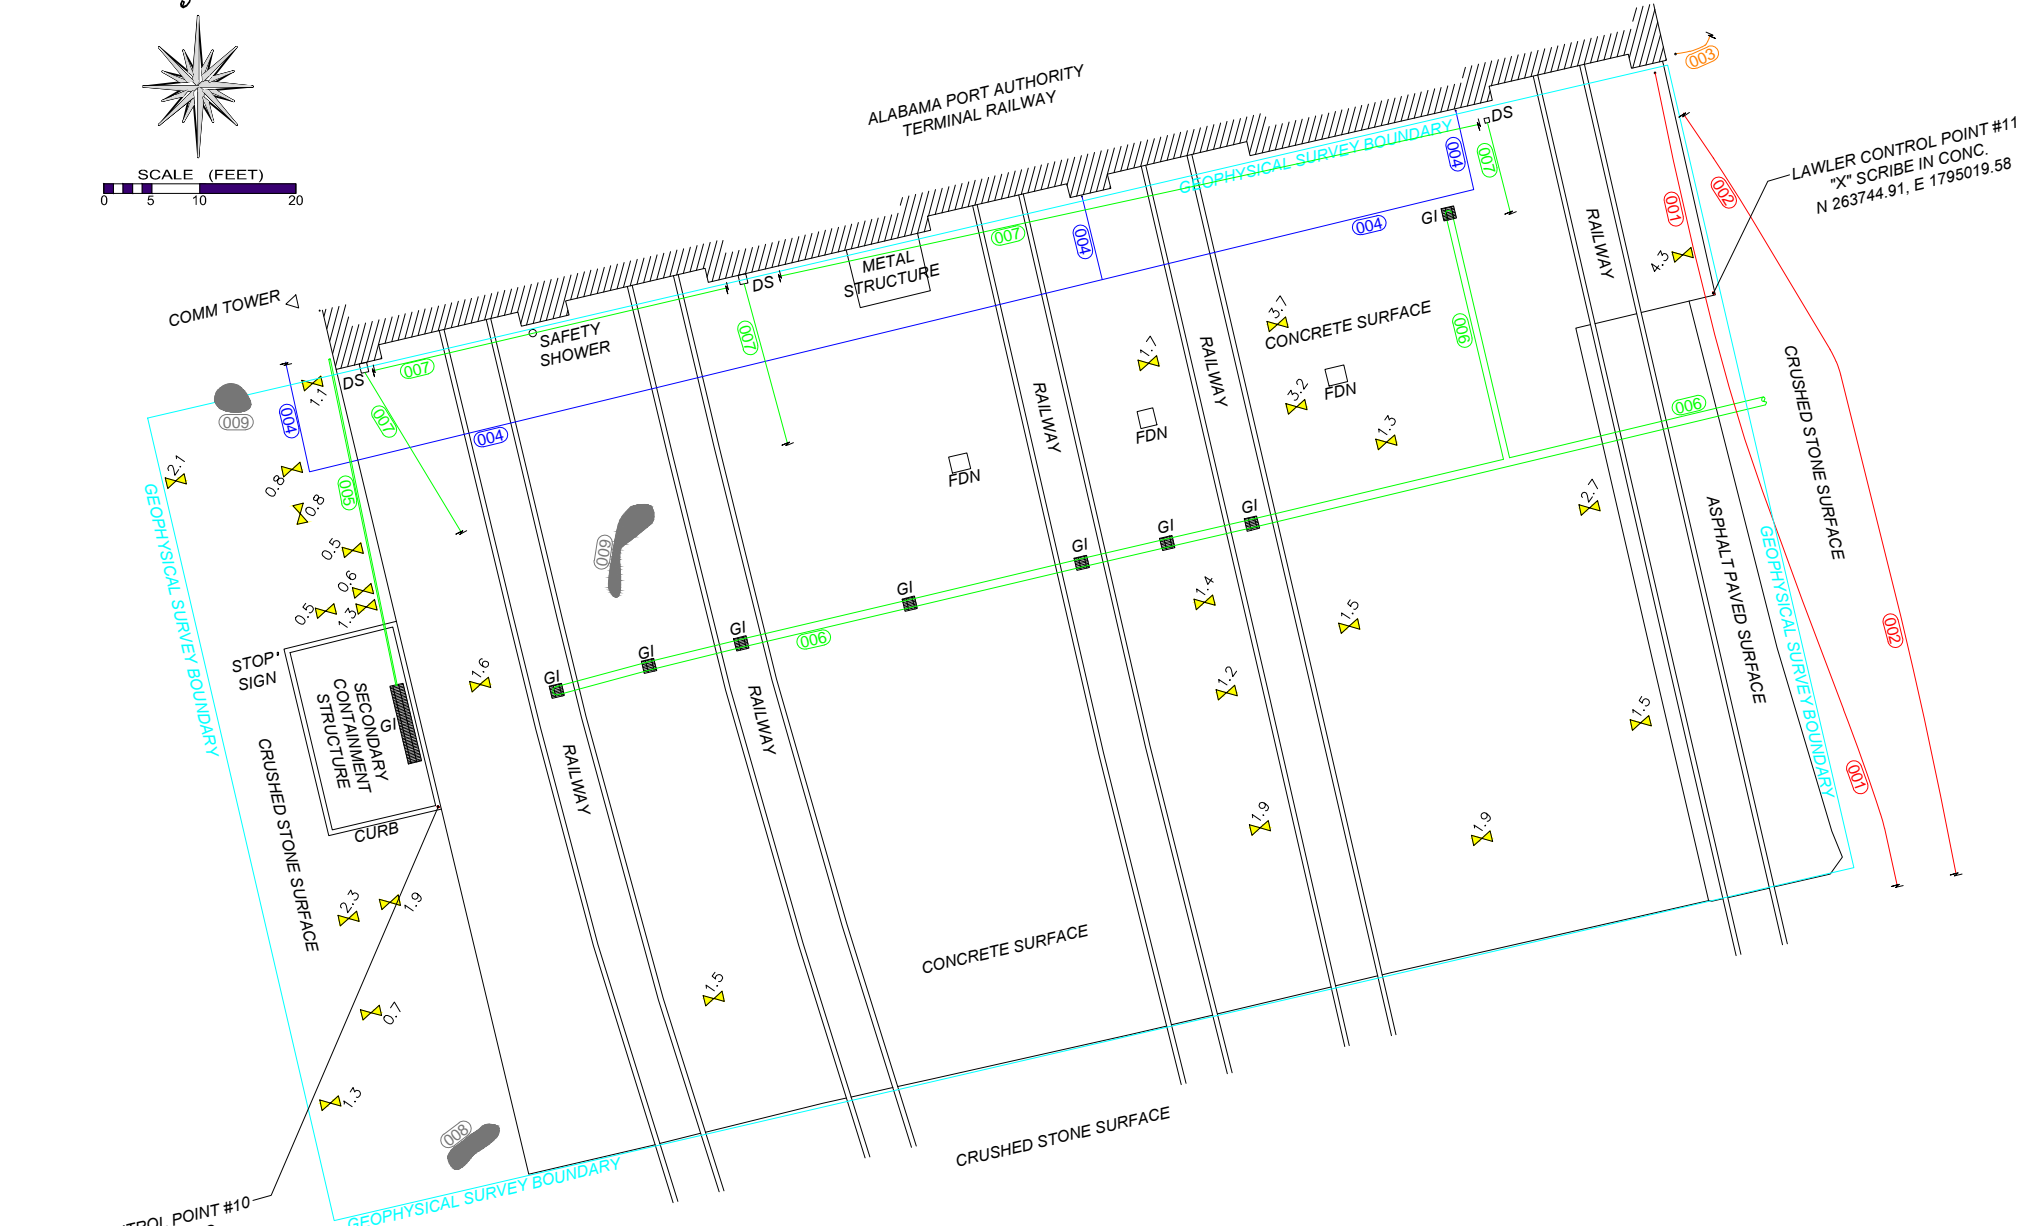 SCALE (FEET)
0 5 10 20
ALABAMA PORT AUTHORITY
TERMINAL RAILWAY
003
LAWLER CONTROL POINT #11
"X" SCRIBE IN CONC.
N 263744.91, E 1795019.58
GEOPHYSICAL SURVEY BOUNDARY
DS
004
007
001
002
GI
004
007
004
RAILWAY
4.3
METAL
STRUCTURE
DS
COMM TOWER
SAFETY
SHOWER
007
3.7
CONCRETE SURFACE
006
1.7
RAILWAY
CRUSHED STONE SURFACE
DS
007
1.1
009
004
007
004
RAILWAY
3.2
FDN
FDN
1.3
006
2.1
0.8
005
0.8
FDN
GEOPHYSICAL SURVEY BOUNDARY
0.5
0.6
0.5
1.3
009
GI
GI
GI
GI
2.7
ASPHALT PAVED SURFACE
GEOPHYSICAL SURVEY BOUNDARY
1.4
1.5
002
STOP
SIGN
SECONDARY
CONTAINMENT
STRUCTURE
GI
1.6
GI
GI
GI
006
1.2
1.5
RAILWAY
RAILWAY
001
CURB
CRUSHED STONE SURFACE
1.9
1.9
2.3
1.9
CONCRETE SURFACE
0.7
1.5
1.3
008
CRUSHED STONE SURFACE
GEOPHYSICAL SURVEY BOUNDARY
POINT #10